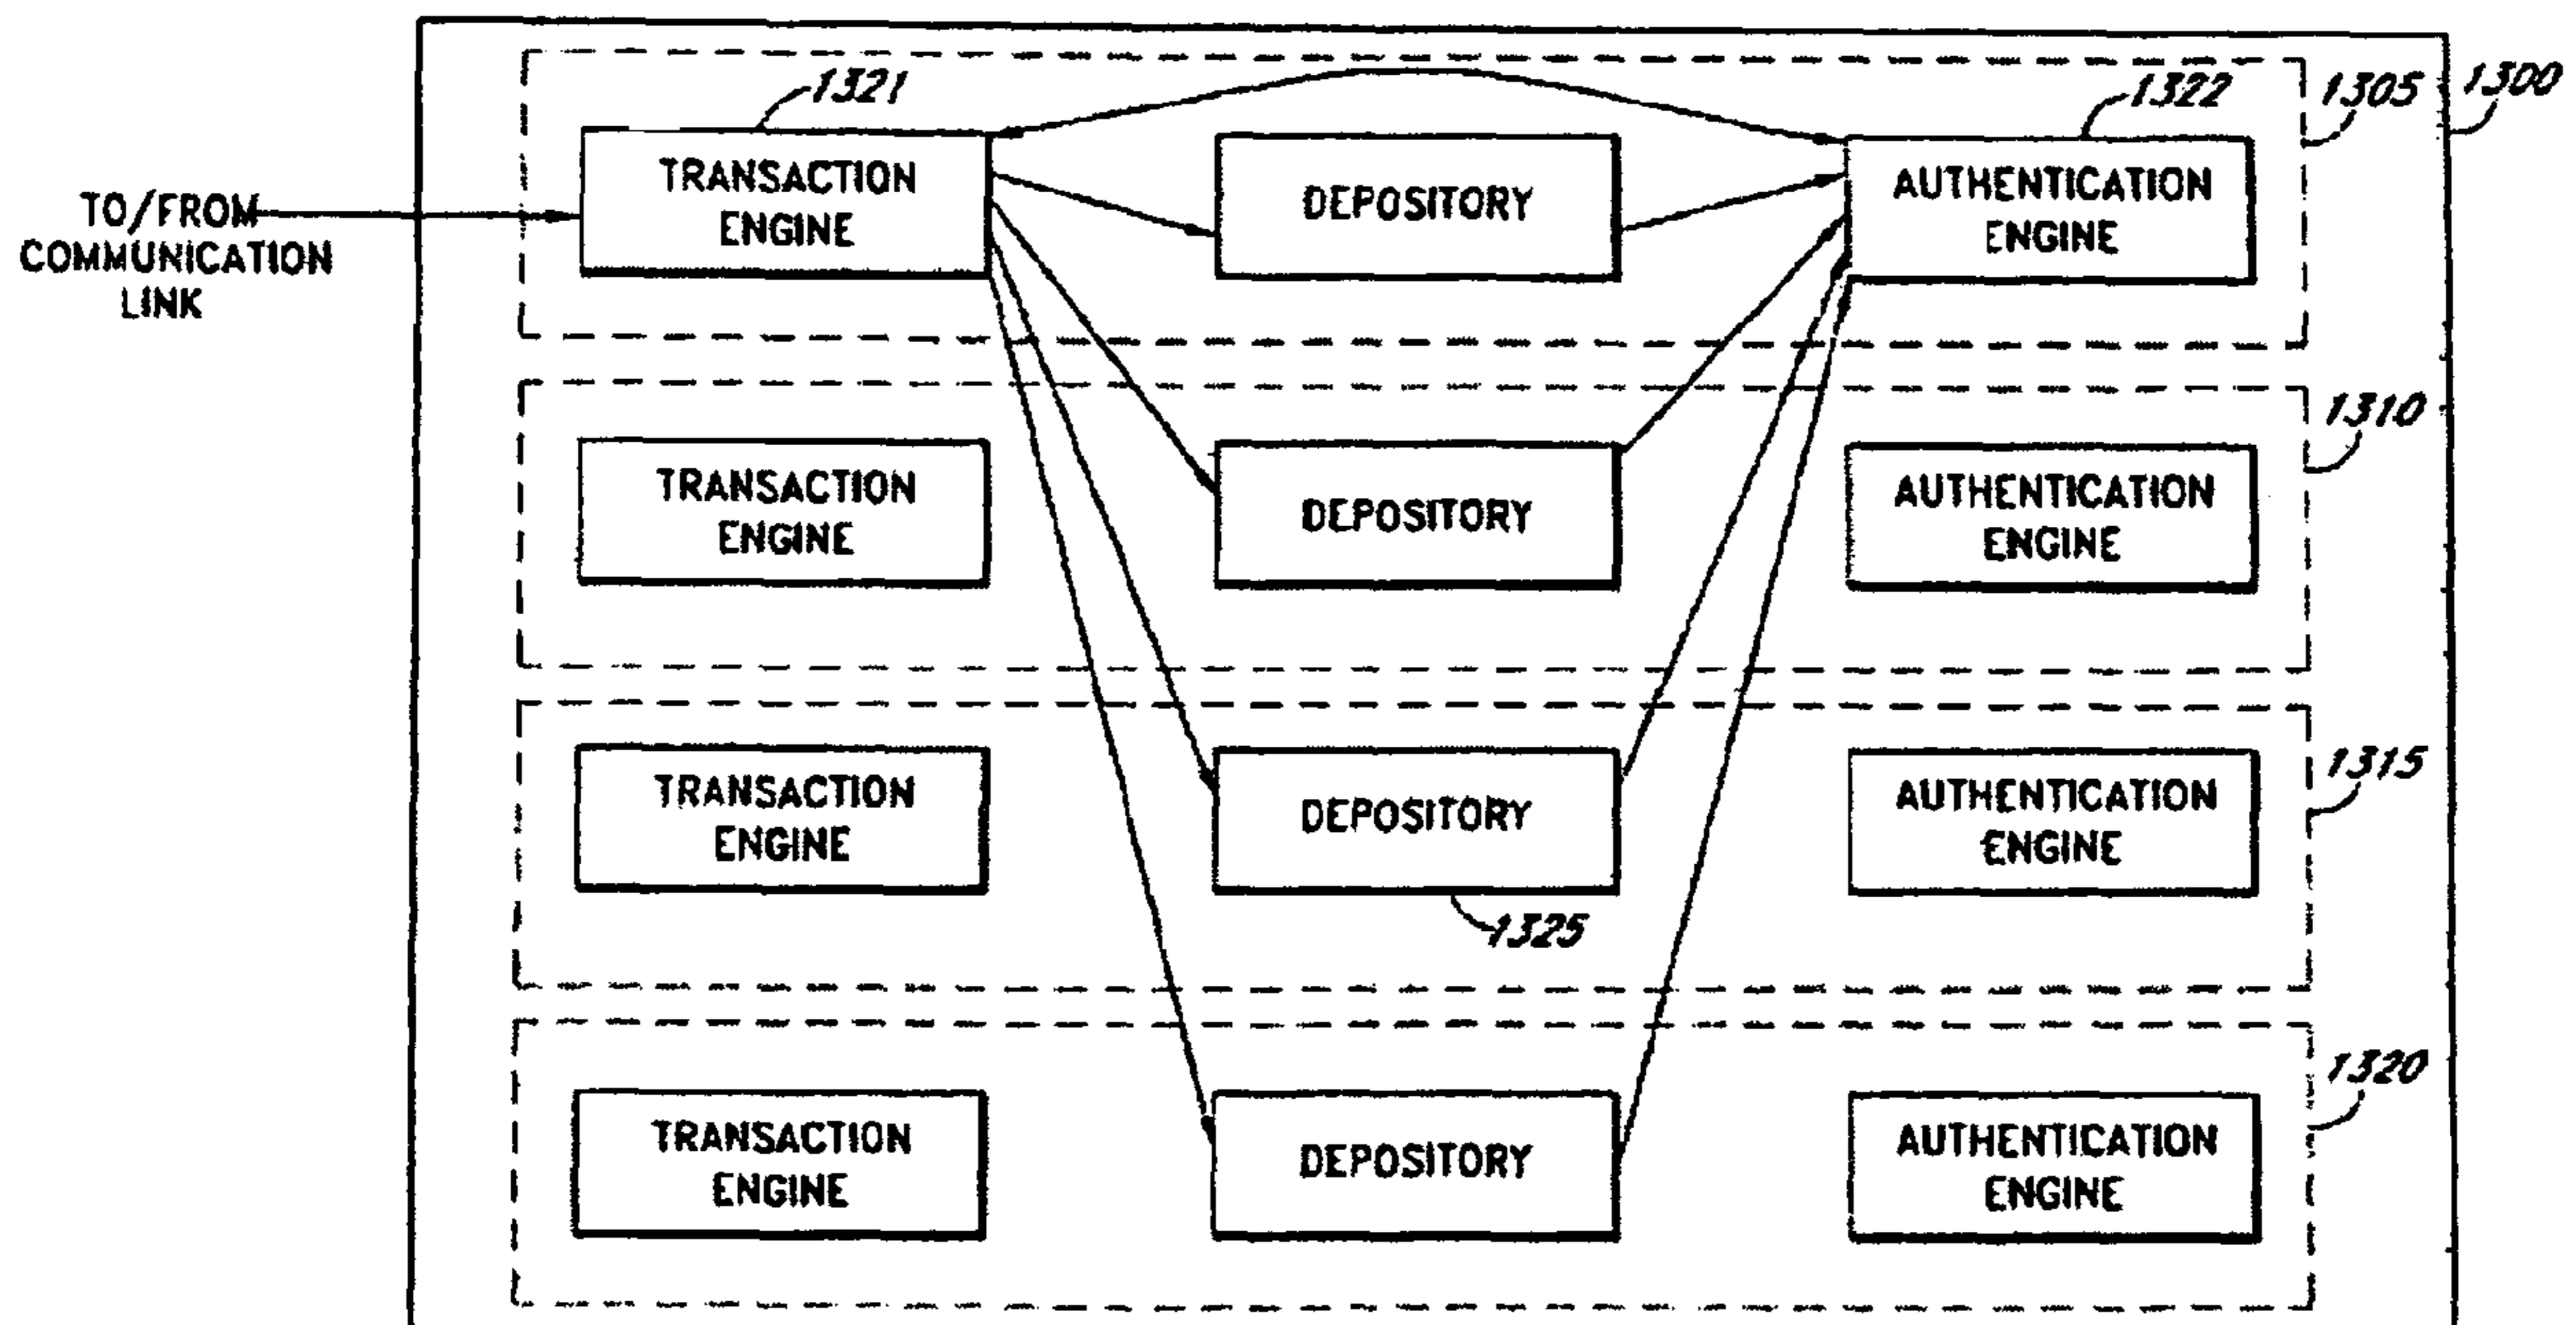 1321
1322
1305
1300
TRANSACTION
ENGINE
DEPOSITORY
AUTHENTICATION
ENGINE
TO/FROM
COMMUNICATION
LINK
1310
TRANSACTION
ENGINE
DEPOSITORY
AUTHENTICATION
ENGINE
1315
TRANSACTION
ENGINE
DEPOSITORY
AUTHENTICATION
ENGINE
1325
1320
TRANSACTION
ENGINE
DEPOSITORY
AUTHENTICATION
ENGINE